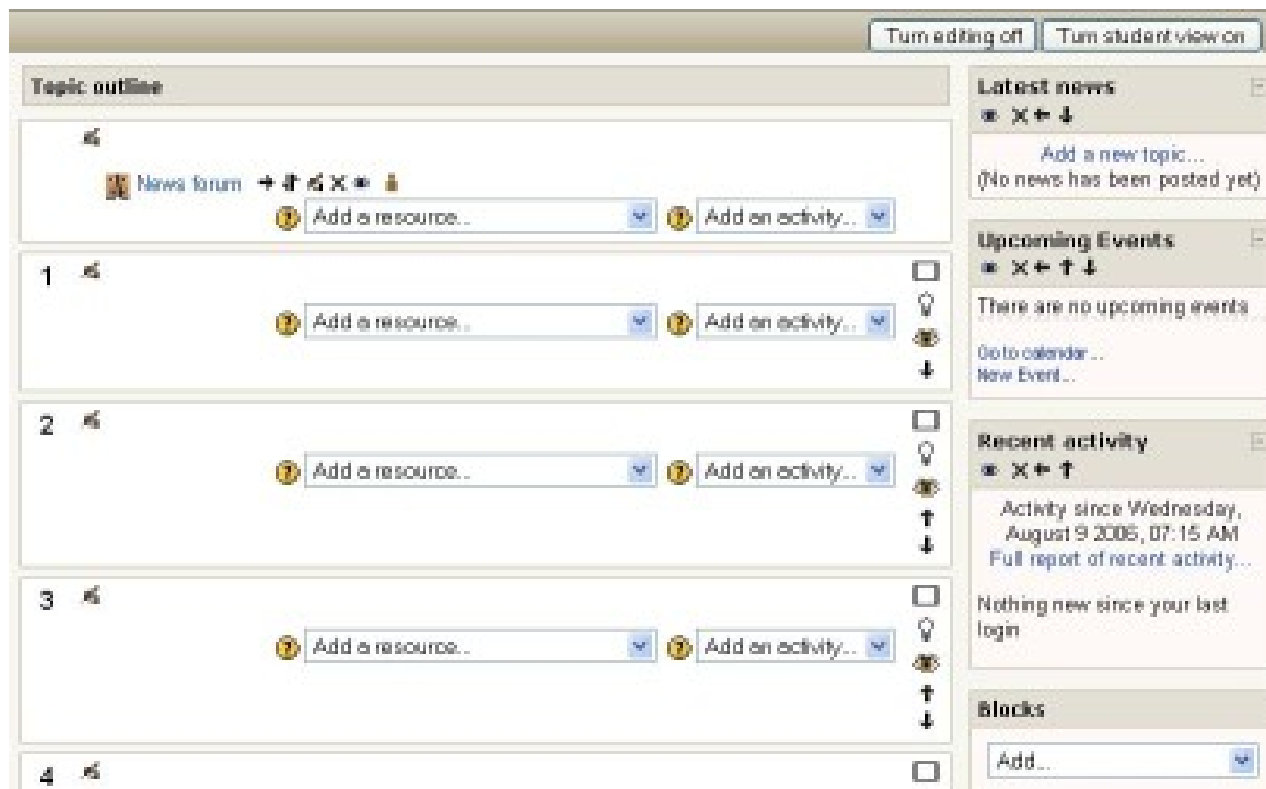 Turn editing off Turn student view on
Topic outline
News forum
Add a resource... Add an activity...
1
Add a resource... Add an activity...
2
Add a resource... Add an activity...
3
Add a resource... Add an activity...
4
Latest news
Add a new topic...
(No news has been posted yet)
Upcoming Events
There are no upcoming events
Go to calendar...
New Event...
Recent activity
Activity since Wednesday,
August 9 2006, 07:15 AM
Full report of recent activity...
Nothing new since your last
login
Blocks
Add...